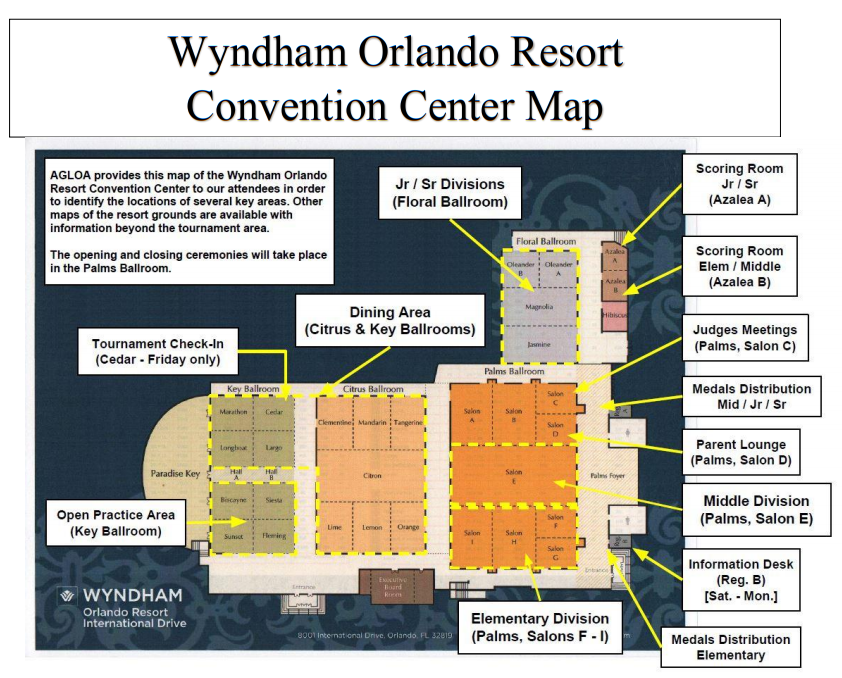 Wyndham Orlando Resort
Convention Center Map
AGLOA provides this map of the Wyndham Orlando
Resort Convention Center to our attendees in order
to identify the locations of several key areas. Other
maps of the resort grounds are available with
information beyond the tournament area.
The opening and closing ceremonies will take place
in the Palms Ballroom.
Jr / Sr Divisions
(Floral Ballroom)
Scoring Room
Jr / Sr
(Azalea A)
Scoring Room
Elem / Middle
(Azalea B)
Floral Ballroom
Oleander
B
Oleander
A
Azalea
A
Azalea
B
Hibiscus
Magnolia
Jasmine
Dining Area
(Citrus & Key Ballrooms)
Tournament Check-In
(Cedar - Friday only)
Judges Meetings
(Palms, Salon C)
Medals Distribution
Mid / Jr / Sr
Parent Lounge
(Palms, Salon D)
Middle Division
(Palms, Salon E)
Information Desk
(Reg. B)
[Sat. - Mon.]
Medals Distribution
Elementary
Key Ballroom
Citrus Ballroom
Palms Ballroom
Marathon
Cedar
Longboat
Largo
Hall
A
Hall
B
Biscayne
Siesta
Sunset
Fleming
Paradise Key
Clementine
Mandarin
Tangerine
Citron
Lime
Lemon
Orange
Salon
A
Salon
B
Salon
C
Salon
D
Salon
E
Salon
F
Salon
G
Salon
H
Salon
I
Palms Foyer
Reg.
A
Reg.
B
Open Practice Area
(Key Ballroom)
Entrance
Executive
Board
Room
Entrance
Elementary Division
(Palms, Salons F - I)
WYNDHAM
Orlando Resort
International Drive
8001 International Drive, Orlando, FL 32819